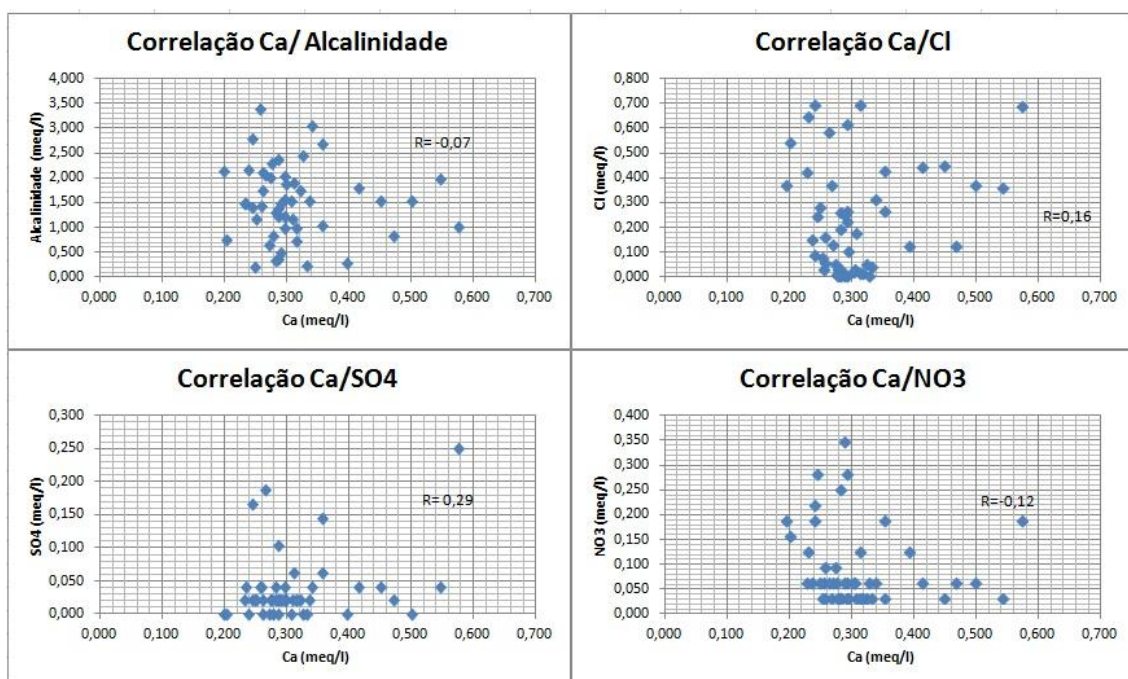 Correlação Ca/ Alcalinidade
Alcalinidade (meq/l)
4,000
3,500
3,000
2,500
2,000
1,500
1,000
0,500
0,000
R= -0,07
0,000 0,100 0,200 0,300 0,400 0,500 0,600 0,700
Ca (meq/l)
Correlação Ca/Cl
Cl (meq/l)
0,800
0,700
0,600
0,500
0,400
0,300
0,200
0,100
0,000
R=0,16
0,000 0,100 0,200 0,300 0,400 0,500 0,600 0,700
Ca (meq/l)
Correlação Ca/SO4
SO4 (meq/l)
0,300
0,250
0,200
0,150
0,100
0,050
0,000
R= 0,29
0,000 0,100 0,200 0,300 0,400 0,500 0,600 0,700
Ca (meq/l)
Correlação Ca/NO3
NO3 (meq/l)
0,400
0,350
0,300
0,250
0,200
0,150
0,100
0,050
0,000
R=-0,12
0,000 0,100 0,200 0,300 0,400 0,500 0,600 0,700
Ca (meq/l)